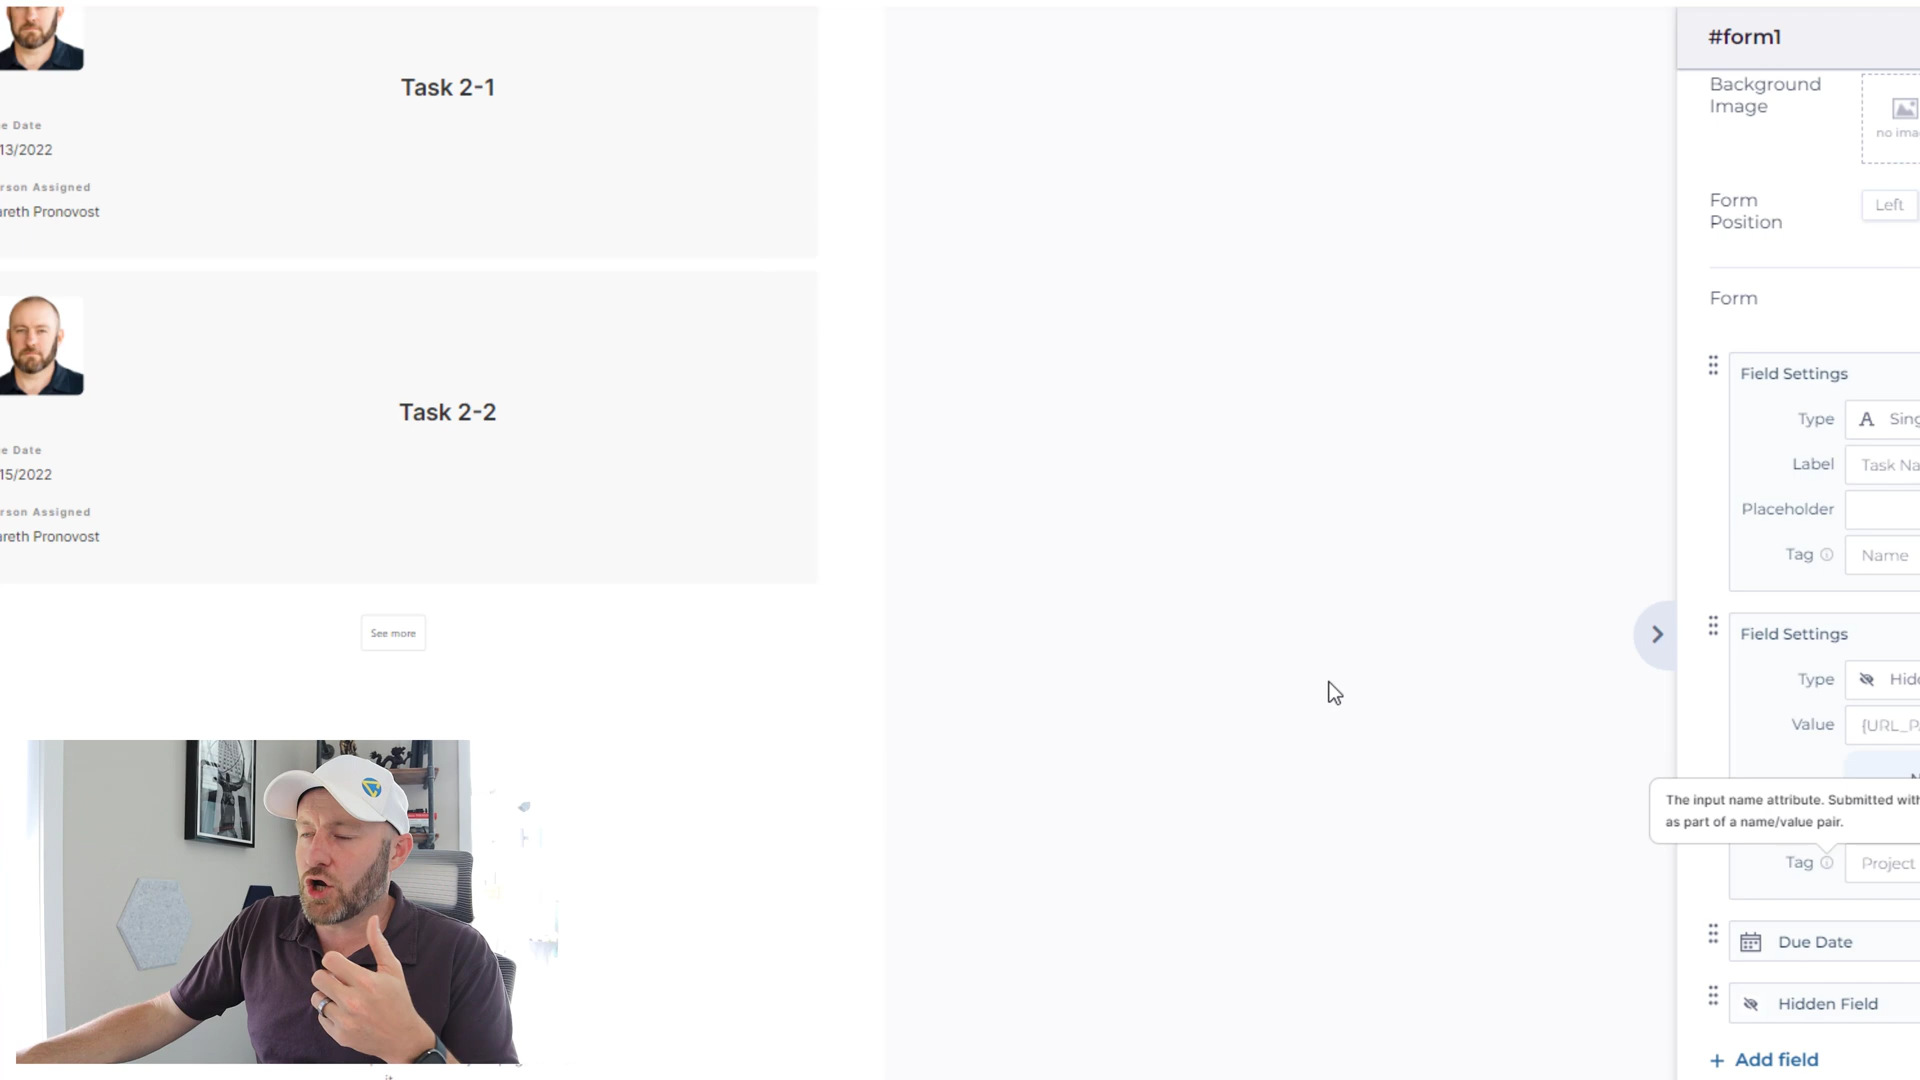 Task 2-1
e Date
13/2022
rson Assigned
areth Pronovost
Task 2-2
e Date
15/2022
rson Assigned
areth Pronovost
See more
#form1
Background
Image
no ima
Form
Position
Left
Form
Field Settings
Type
Sing
Label
Task Na
Placeholder
Tag
Name
Field Settings
Type
Hid
Value
{URL_P
The input name attribute. Submitted with
as part of a name/value pair.
Tag
Project
Due Date
Hidden Field
+ Add field